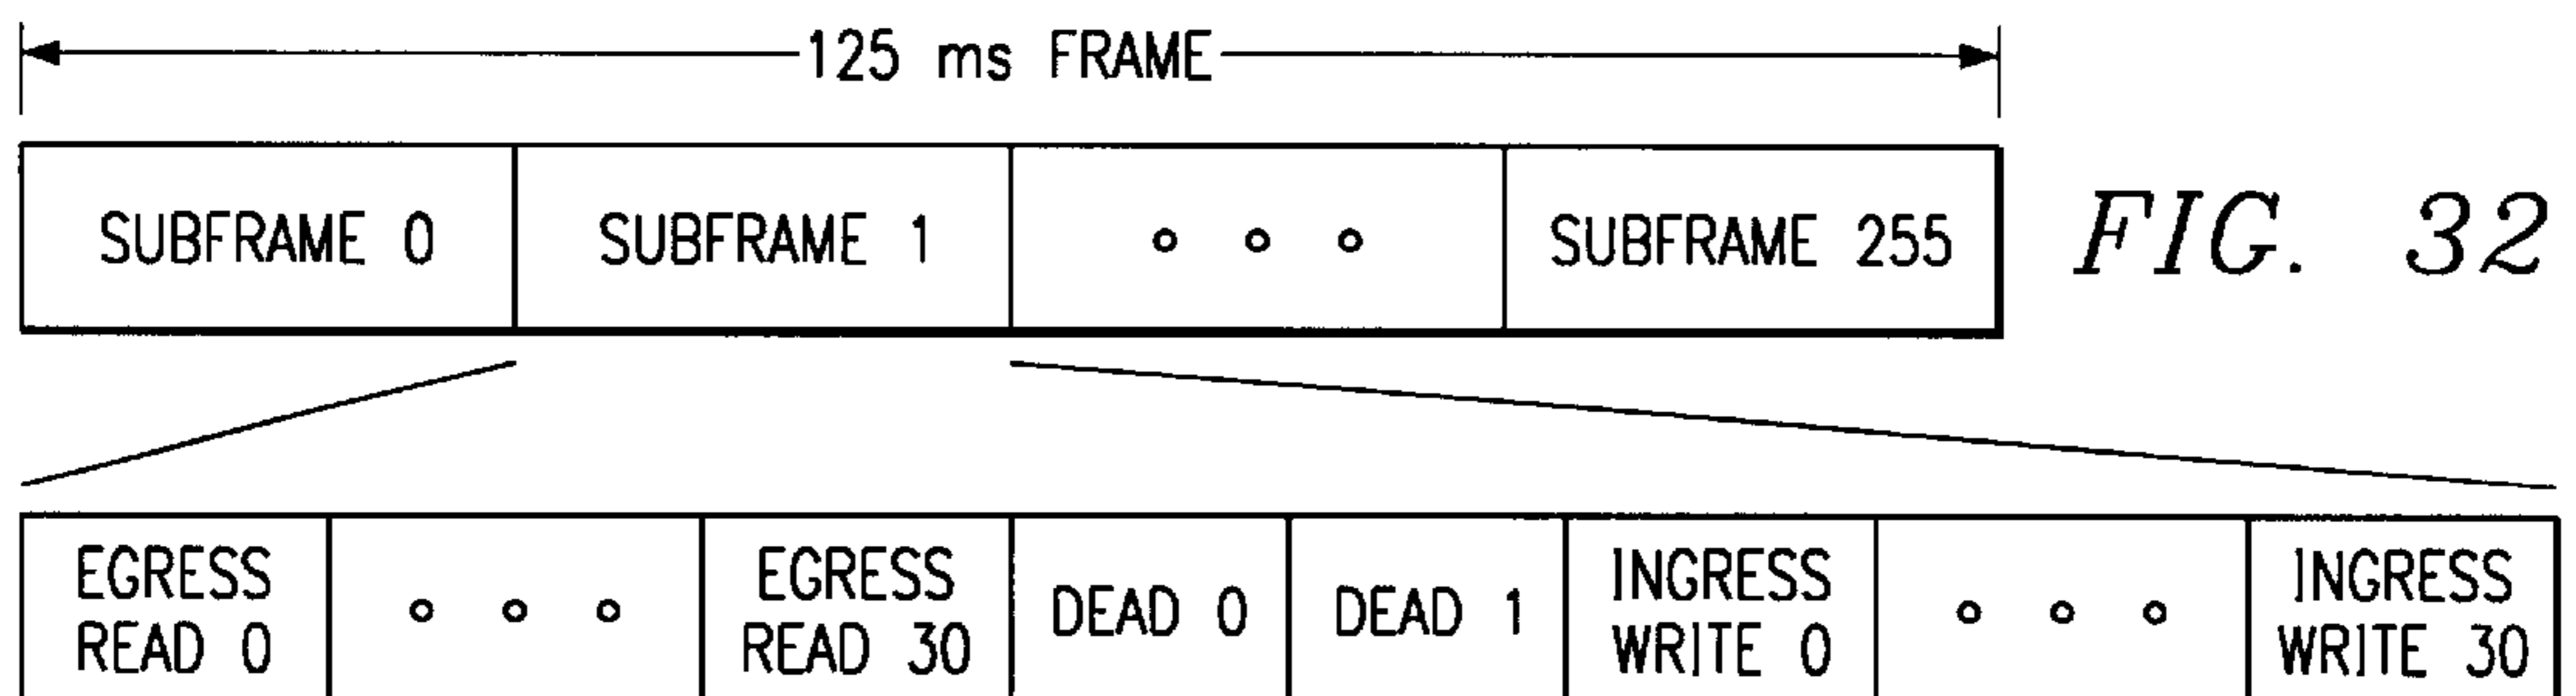 125 ms FRAME
SUBFRAME 0 SUBFRAME 1 SUBFRAME 255
FIG. 32
EGRESS READ 0
EGRESS READ 30
DEAD 0
DEAD 1
INGRESS WRITE 0
INGRESS WRITE 30